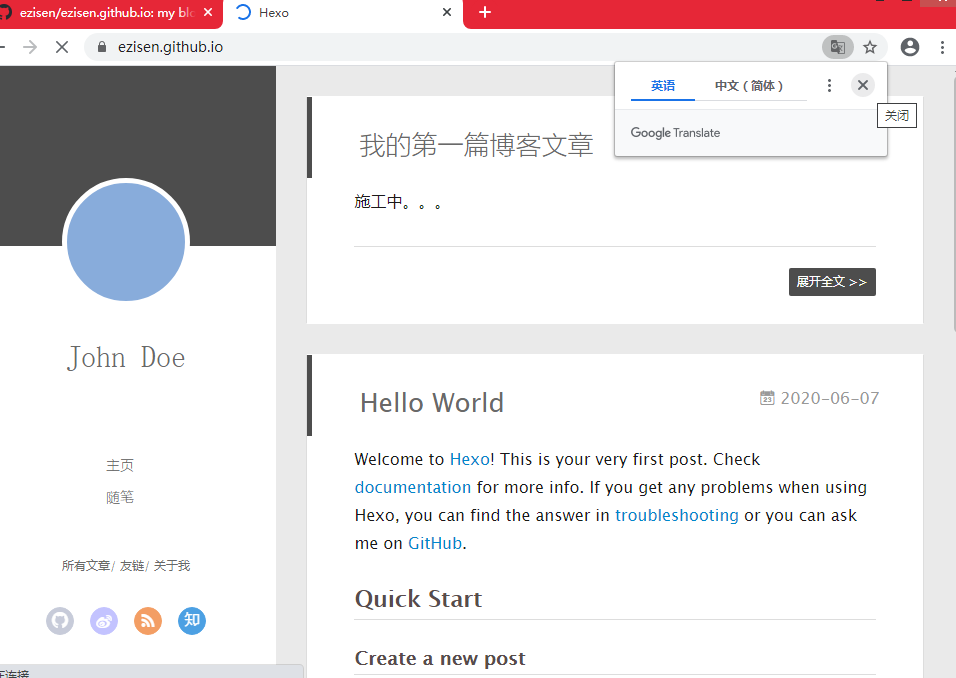 ezisen/ezisen.github.io: my blo
Hexo
ezisen.github.io
英语
中文（简体）
Google Translate
关闭
我的第一篇博客文章
施工中。。。
展开全文 >>
John Doe
主页
随笔
所有文章/ 友链/ 关于我
知
Hello World
23 2020-06-07
Welcome to Hexo! This is your very first post. Check
documentation for more info. If you get any problems when using
Hexo, you can find the answer in troubleshooting or you can ask
me on GitHub.
Quick Start
Create a new post